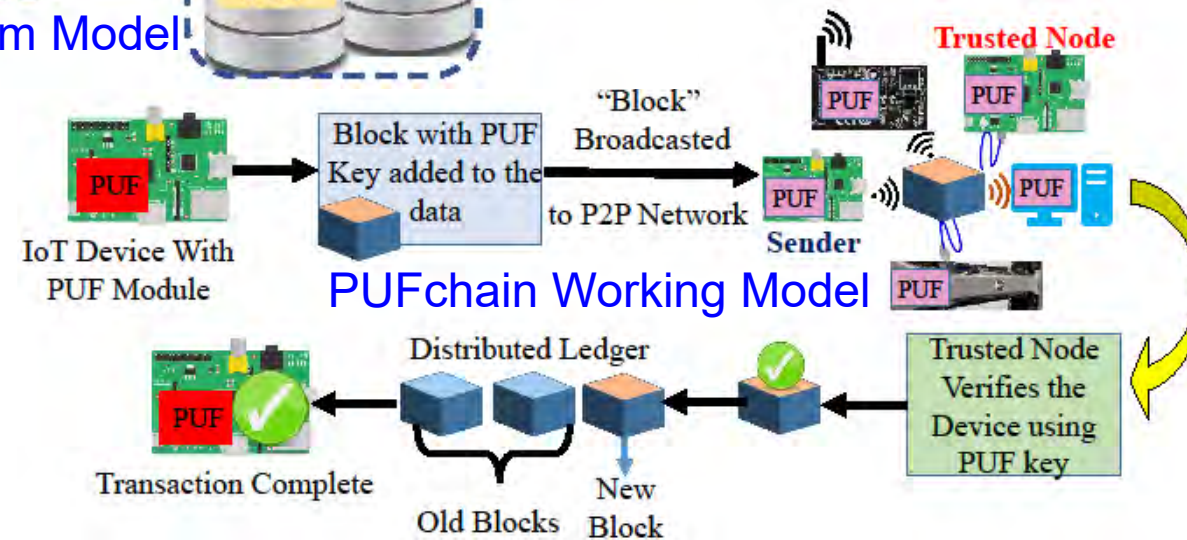 m Model
Trusted Node
PUF
PUF
"Block"
Broadcasted
to P2P Network
PUF
Block with PUF
Key added to the
data
PUF
PUF
Sender
IoT Device With
PUF Module
PUF
PUFchain Working Model
Trusted Node
Verifies the
Device using
PUF key
Distributed Ledger
PUF
Transaction Complete
Old Blocks
New
Block